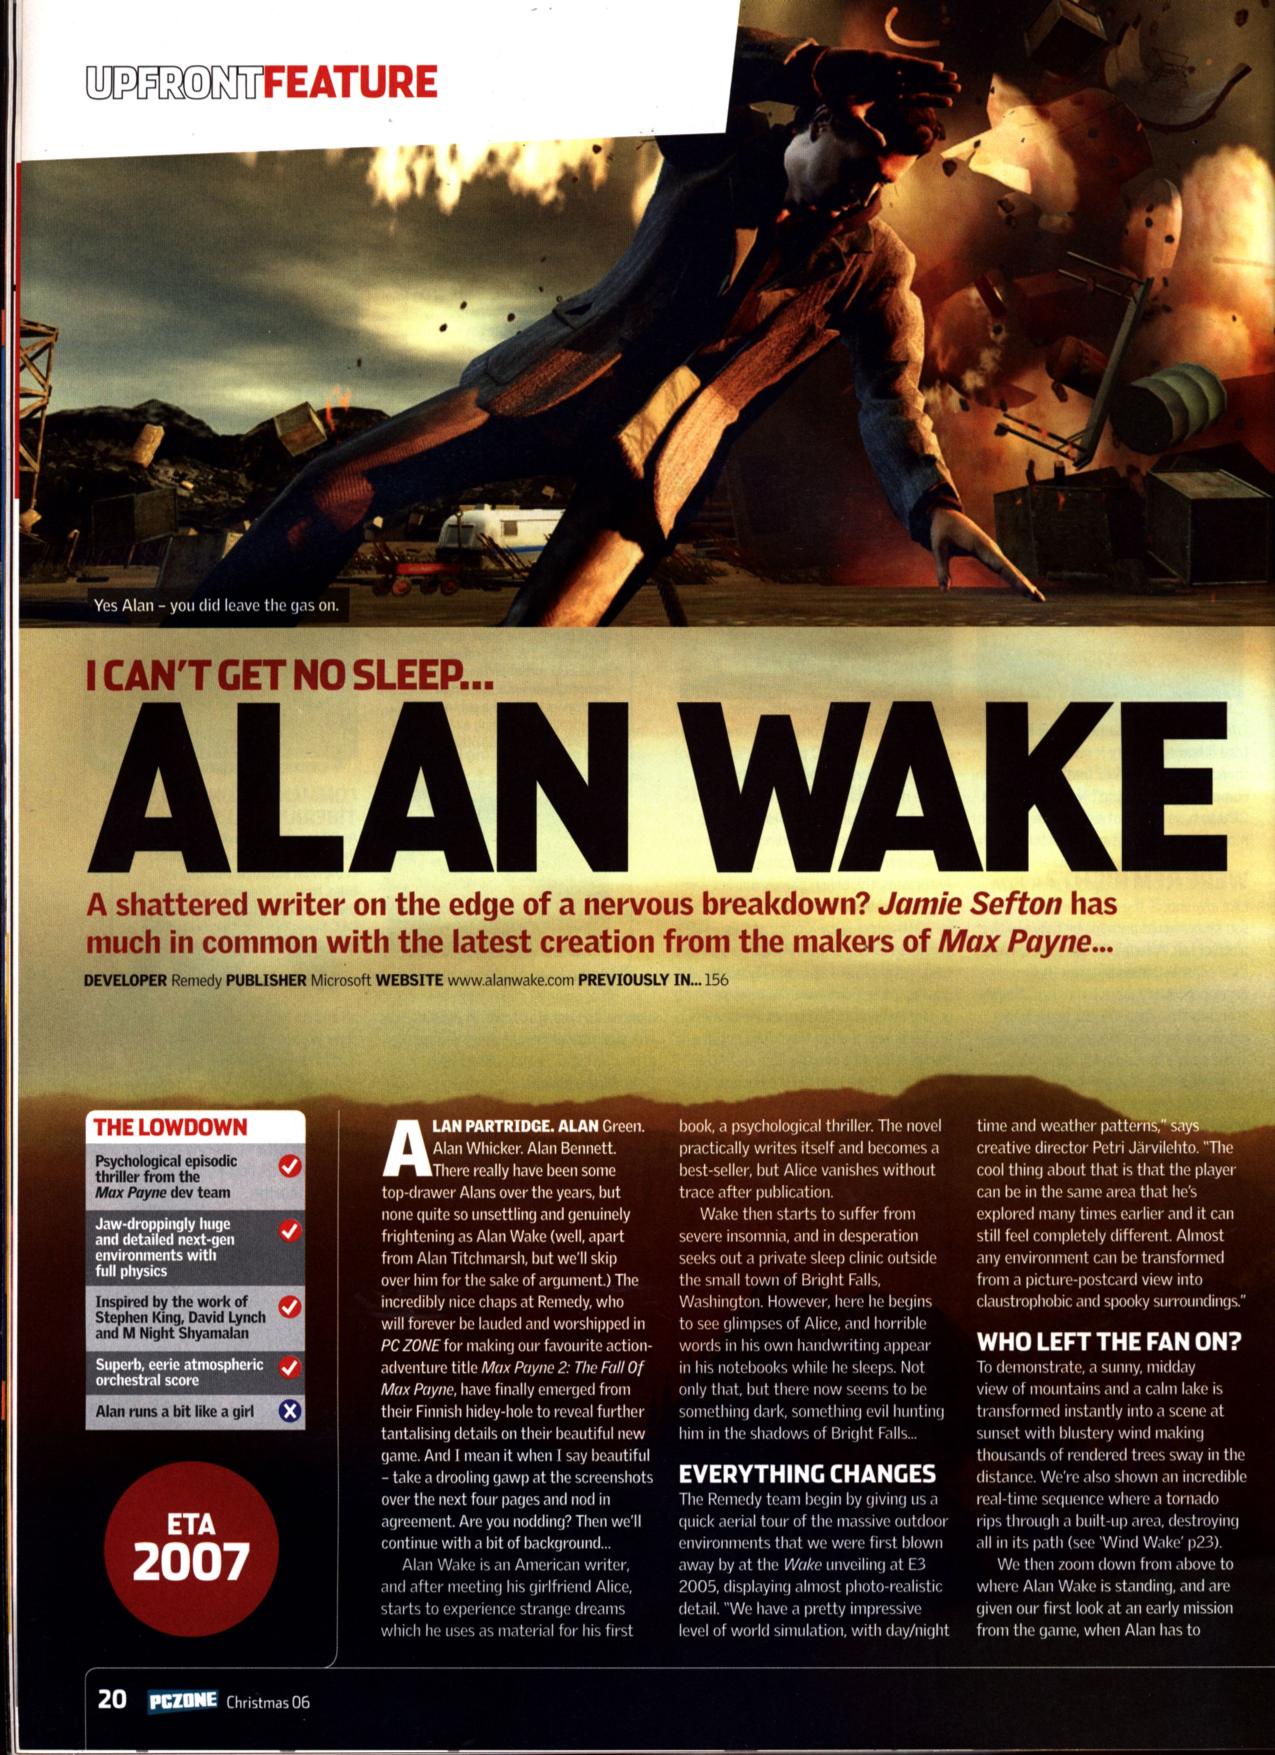 UPFRONTFEATURE
Yes Alan – you did leave the gas on.
I CAN'T GET NO SLEEP...
ALAN WAKE
A shattered writer on the edge of a nervous breakdown? Jamie Sefton has
much in common with the latest creation from the makers of Max Payne...
DEVELOPER Remedy PUBLISHER Microsoft WEBSITE www.alanwake.com PREVIOUSLY IN... 156
THE LOWDOWN
Psychological episodic
thriller from the
Max Payne dev team
Jaw-droppingly huge
and detailed next-gen
environments with
full physics
Inspired by the work of
Stephen King, David Lynch
and M Night Shyamalan
Superb, eerie atmospheric
orchestral score
Alan runs a bit like a girl
ETA
2007
ALAN PARTRIDGE. ALAN Green.
Alan Whicker. Alan Bennett.
There really have been some
top-drawer Alans over the years, but
none quite so unsettling and genuinely
frightening as Alan Wake (well, apart
from Alan Titchmarsh, but we'll skip
over him for the sake of argument.) The
incredibly nice chaps at Remedy, who
will forever be lauded and worshipped in
PC ZONE for making our favourite action-
adventure title Max Payne 2: The Fall Of
Max Payne, have finally emerged from
their Finnish hidey-hole to reveal further
tantalising details on their beautiful new
game. And I mean it when I say beautiful
– take a drooling gawp at the screenshots
over the next four pages and nod in
agreement. Are you nodding? Then we'll
continue with a bit of background...
Alan Wake is an American writer,
and after meeting his girlfriend Alice,
starts to experience strange dreams
which he uses as material for his first
book, a psychological thriller. The novel
practically writes itself and becomes a
best-seller, but Alice vanishes without
trace after publication.
Wake then starts to suffer from
severe insomnia, and in desperation
seeks out a private sleep clinic outside
the small town of Bright Falls,
Washington. However, here he begins
to see glimpses of Alice, and horrible
words in his own handwriting appear
in his notebooks while he sleeps. Not
only that, but there now seems to be
something dark, something evil hunting
him in the shadows of Bright Falls...
EVERYTHING CHANGES
The Remedy team begin by giving us a
quick aerial tour of the massive outdoor
environments that we were first blown
away by at the Wake unveiling at E3
2005, displaying almost photo-realistic
detail. "We have a pretty impressive
level of world simulation, with day/night
time and weather patterns," says
creative director Petri Järvilehto. "The
cool thing about that is that the player
can be in the same area that he's
explored many times earlier and it can
still feel completely different. Almost
any environment can be transformed
from a picture-postcard view into
claustrophobic and spooky surroundings."
WHO LEFT THE FAN ON?
To demonstrate, a sunny, midday
view of mountains and a calm lake is
transformed instantly into a scene at
sunset with blustery wind making
thousands of rendered trees sway in the
distance. We're also shown an incredible
real-time sequence where a tornado
rips through a built-up area, destroying
all in its path (see 'Wind Wake' p23).
We then zoom down from above to
where Alan Wake is standing, and are
given our first look at an early mission
from the game, when Alan has to
20 PCZONE Christmas 06